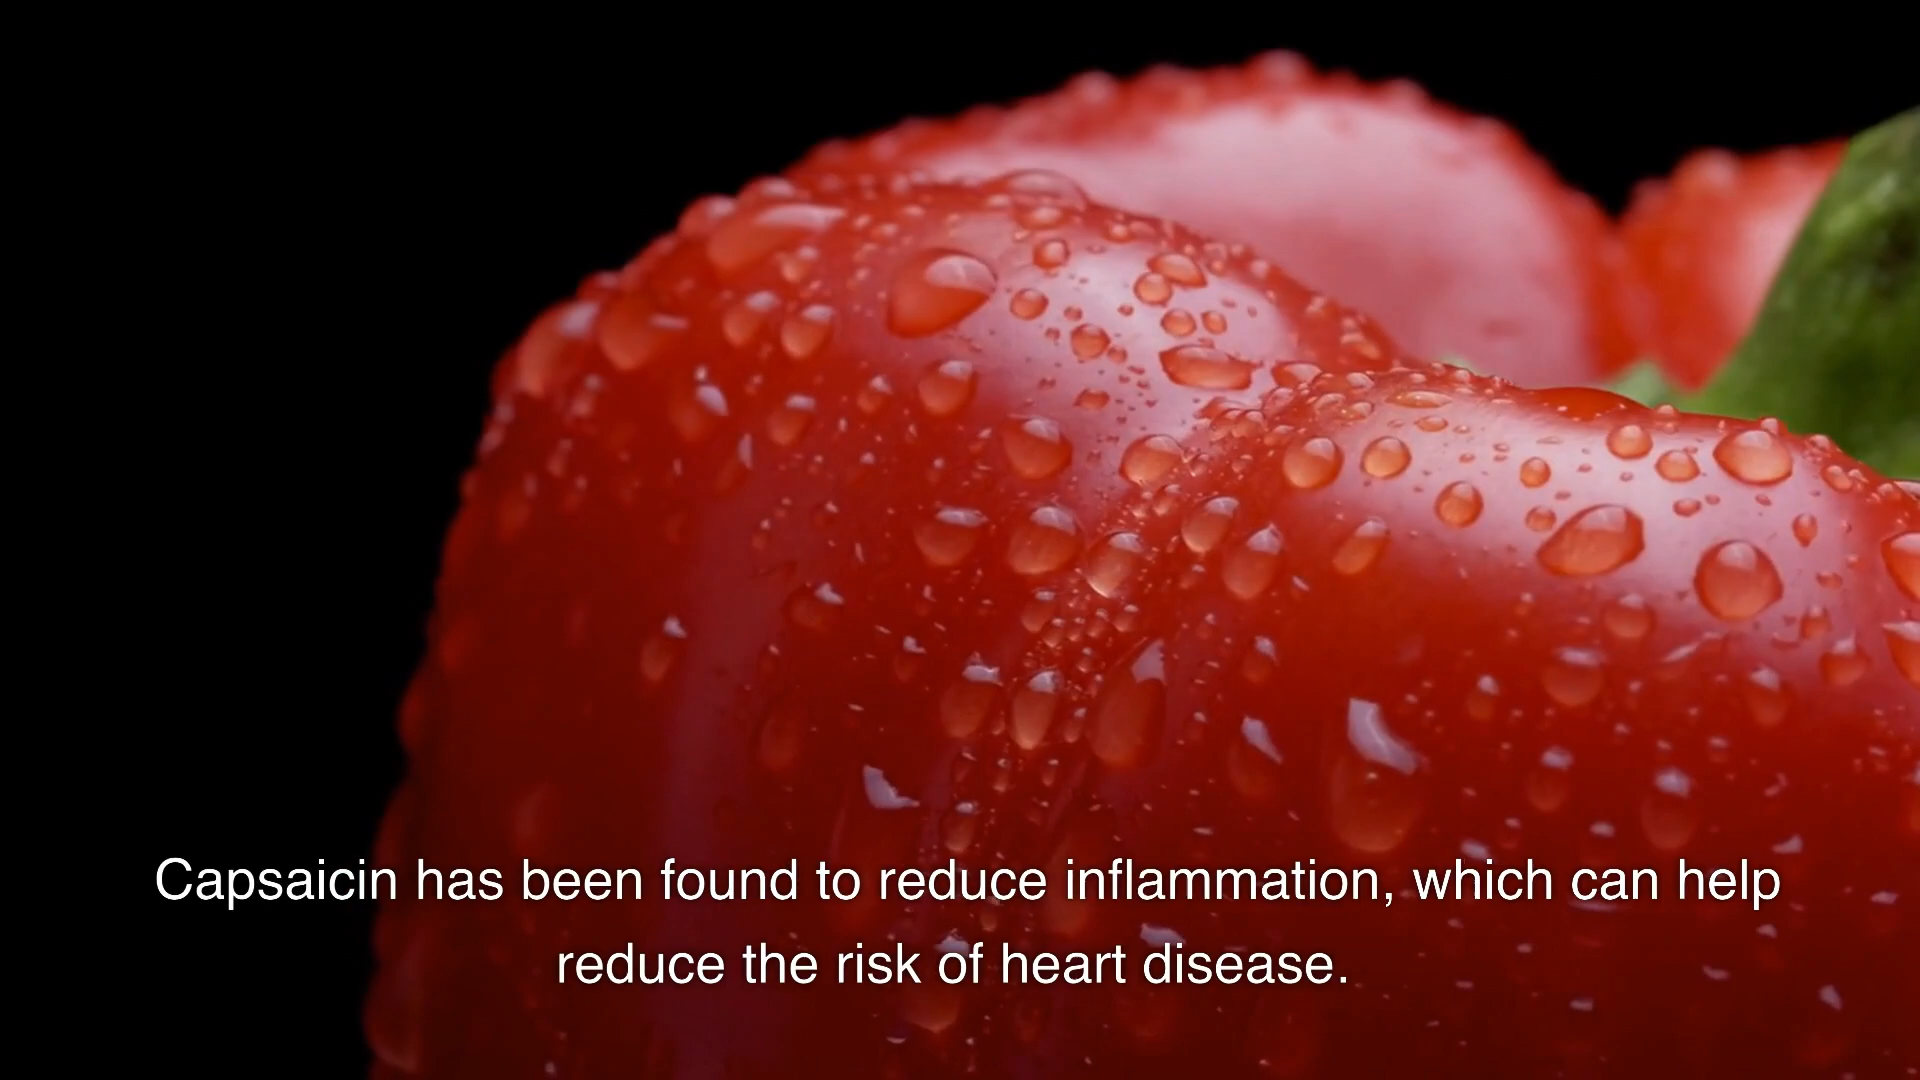 Capsaicin has been found to reduce inflammation, which can help
reduce the risk of heart disease.